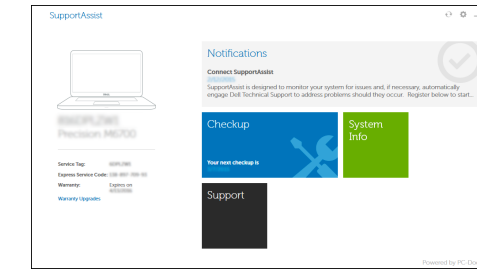 SupportAssist
Notifications
Connect SupportAssist
SupportAssist is designed to monitor your system for issues and, if necessary, automatically
engage Dell Technical Support to address problems should they occur. Register below to start...
Precision M6700
Checkup
System
Info
Your next checkup is
Service Tag:
Express Service Code:
Warranty:
Expires on
Warranty Upgrades
Support
Powered by PC-Doc